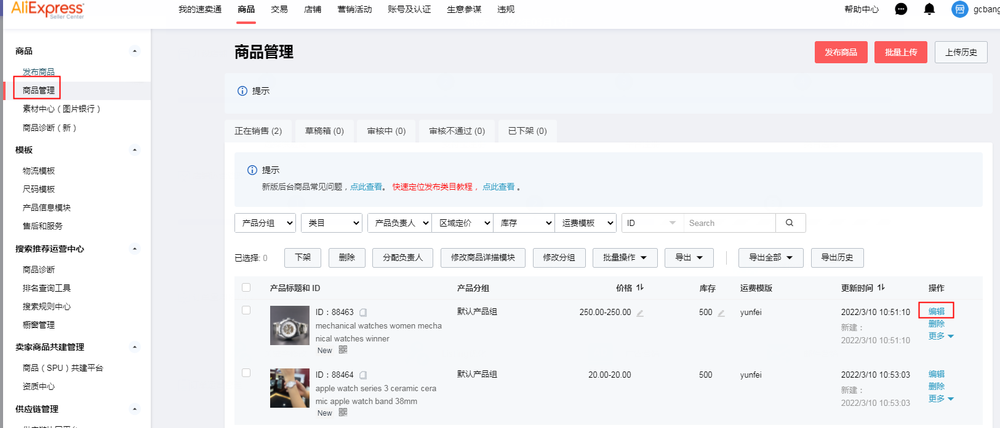 AliExpress
Seller Center
我的速卖通 商品 交易 店铺 营销活动 账号及认证 生意参谋 违规
帮助中心 gcbang
商品
发布商品
商品管理
素材中心（图片银行）
商品诊断（新）
模板
物流模板
尺码模板
产品信息模块
售后和服务
搜索推荐运营中心
商品诊断
排名查询工具
搜索规则中心
橱窗管理
卖家商品共建管理
商品（SPU）共建平台
资质中心
供应链管理
商品管理
发布商品 批量上传 上传历史
提示
正在销售 (2) 草稿箱 (0) 审核中 (0) 审核不通过 (0) 已下架 (0)
提示
新版后台商品常见问题，点此查看。 快速定位发布类目教程， 点此查看 。
产品分组 类目 产品负责人 区域定价 库存 运费模板 ID Search
已选择: 0 下架 删除 分配负责人 修改商品详描模块 修改分组 批量操作 导出 导出全部 导出历史
产品标题和 ID 产品分组 价格 库存 运费模版 更新时间 操作
ID：88463 默认产品组 250.00-250.00 500 yunfei 2022/3/10 10:51:10 编辑
mechanical watches women mecha 新建： 删除
nical watches winner 2022/3/10 10:51:10 更多
New
ID：88464 默认产品组 20.00-20.00 500 yunfei 2022/3/10 10:53:03 编辑
apple watch series 3 ceramic cera 新建： 删除
mic apple watch band 38mm 2022/3/10 10:53:03 更多
New